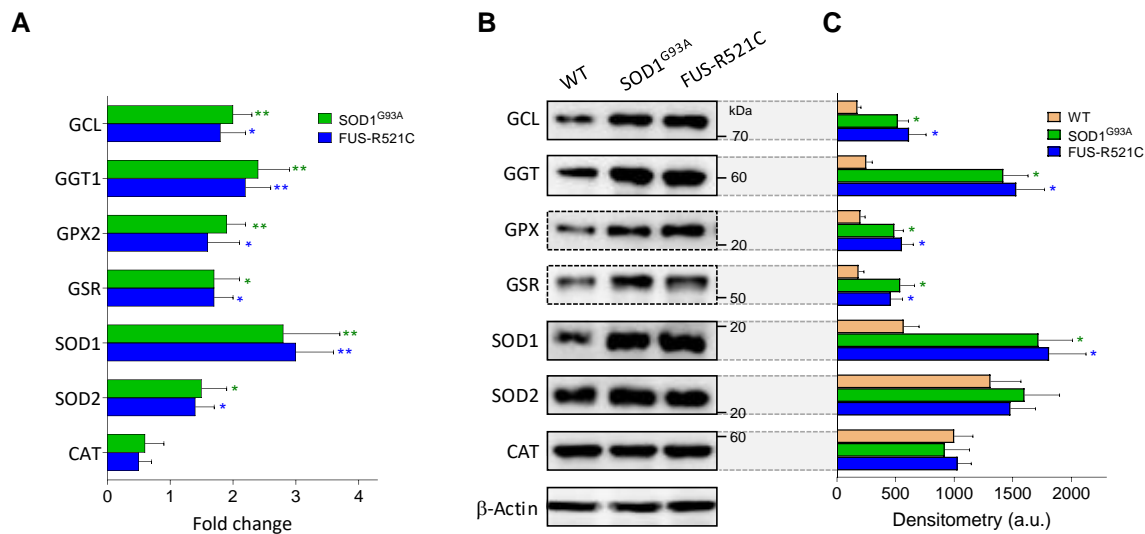 A
GCL
GGT1
GPX2
GSR
SOD1
SOD2
CAT
** *
** **
** *
* *
** **
* *
SOD1G93A
FUS-R521C
0 1 2 3 4
Fold change
B
WT SOD1G93A FUS-R521C
kDa
GCL 70
GGT 60
GPX 20
GSR 50
SOD1 20
SOD2 20
CAT 60
β-Actin
C
* *
* *
* *
* *
* *
WT
SOD1G93A
FUS-R521C
0 500 1000 1500 2000
Densitometry (a.u.)